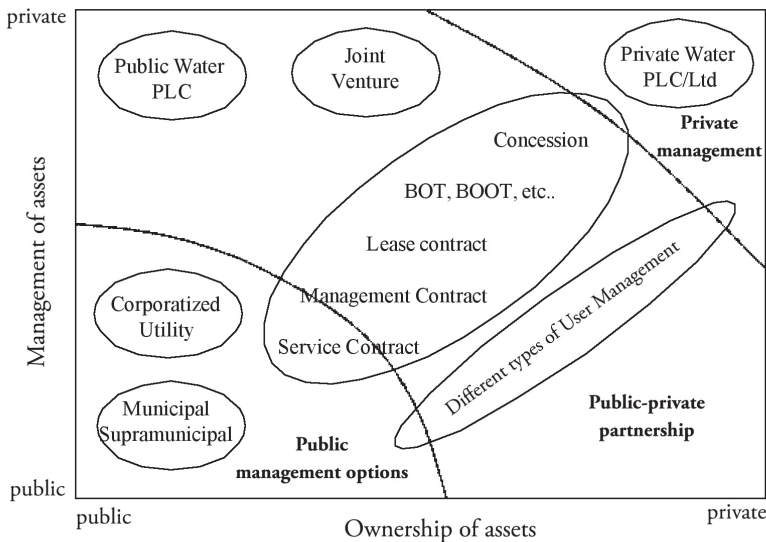 private
Public Water
PLC
Joint
Venture
Private Water
PLC/Ltd
Private
management
Concession
BOT, BOOT, etc..
Lease contract
Management Contract
Service Contract
Corporatized
Utility
Municipal
Supramunicipal
Different types of User Management
Public
management options
Public-private
partnership
Management of assets
public
public
private
Ownership of assets